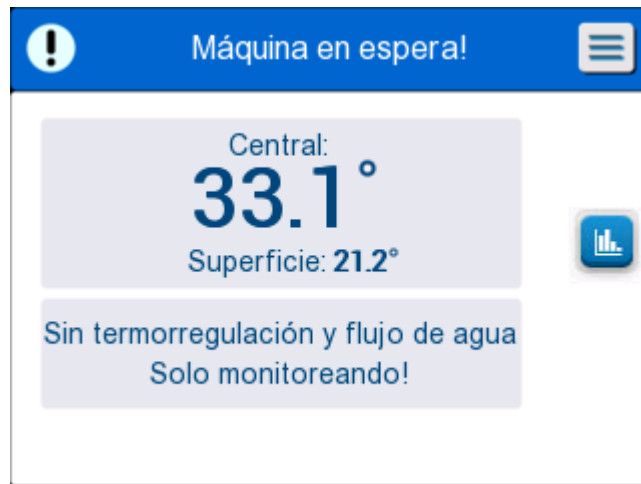 Máquina en espera!
Central:
33.1°
Superficie: 21.2°
Sin termorregulación y flujo de agua
Solo monitoreando!